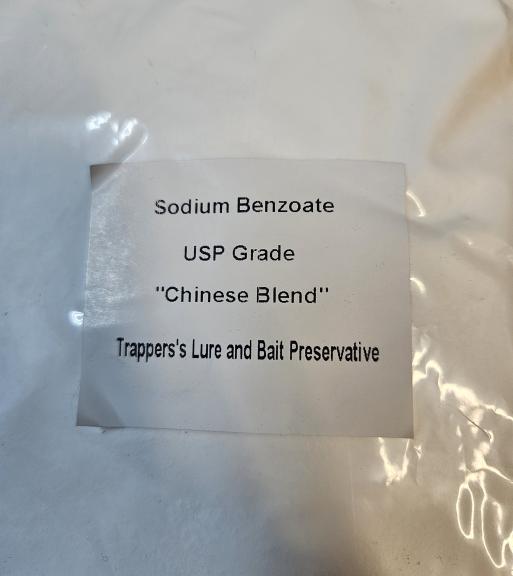 Sodium Benzoate
USP Grade
"Chinese Blend"
Trappers's Lure and Bait Preservative